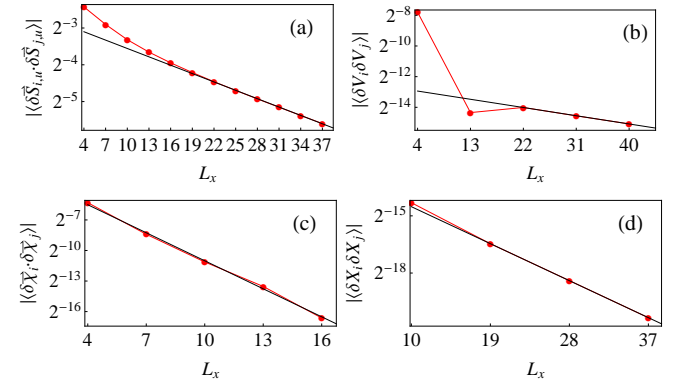 (a)
|⟨δS⃗_{i,u}·δS⃗_{j,u}⟩|
2^{-3}
2^{-4}
2^{-5}
4 7 10 13 16 19 22 25 28 31 34 37
L_x
(b)
|⟨δV_i δV_j⟩|
2^{-8}
2^{-10}
2^{-12}
2^{-14}
4 13 22 31 40
L_x
(c)
|⟨δχ⃗_i·δχ⃗_j⟩|
2^{-7}
2^{-10}
2^{-13}
2^{-16}
4 7 10 13 16
L_x
(d)
|⟨δX_i δX_j⟩|
2^{-15}
2^{-18}
10 19 28 37
L_x